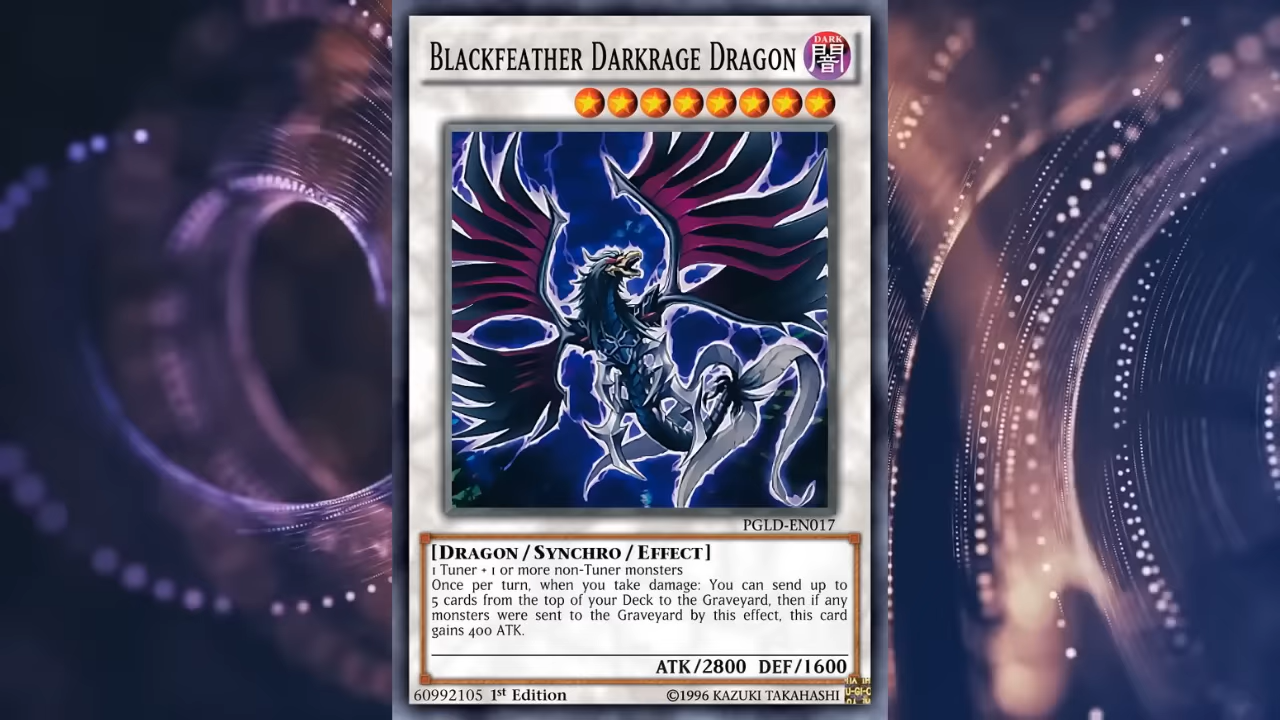 BLACKFEATHER DARKRAGE DRAGON
DARK
闇
PGLD-EN017
[DRAGON / SYNCHRO / EFFECT]
1 Tuner + 1 or more non-Tuner monsters
Once per turn, when you take damage: You can send up to
5 cards from the top of your Deck to the Graveyard, then if any
monsters were sent to the Graveyard by this effect, this card
gains 400 ATK.
ATK/2800 DEF/1600
60992105 1st Edition
©1996 KAZUKI TAKAHASHI